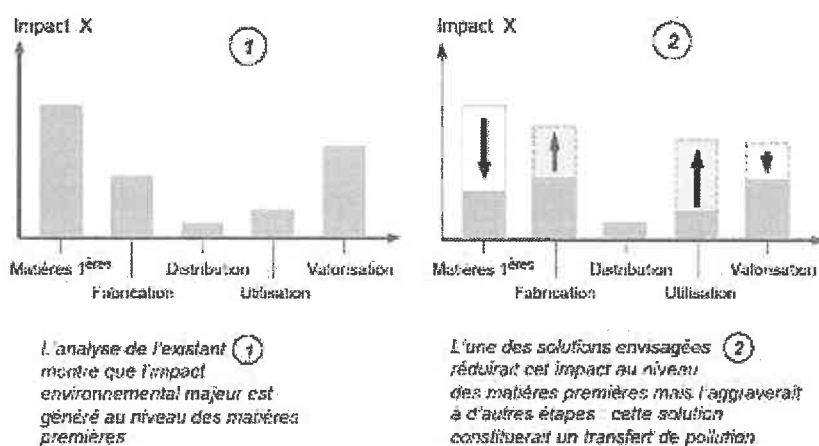 Impact X
1
Matières 1ères
Fabrication
Distribution
Utilisation
Valorisation
L'analyse de l'existant 1
montre que l'impact
environnemental majeur est
généré au niveau des matières
premières
Impact X
2
Matières 1ères
Fabrication
Distribution
Utilisation
Valorisation
L'une des solutions envisagées 2
réduirait cet impact au niveau
des matières premières mais l'aggraverait
à d'autres étapes : cette solution
constituerait un transfert de pollution